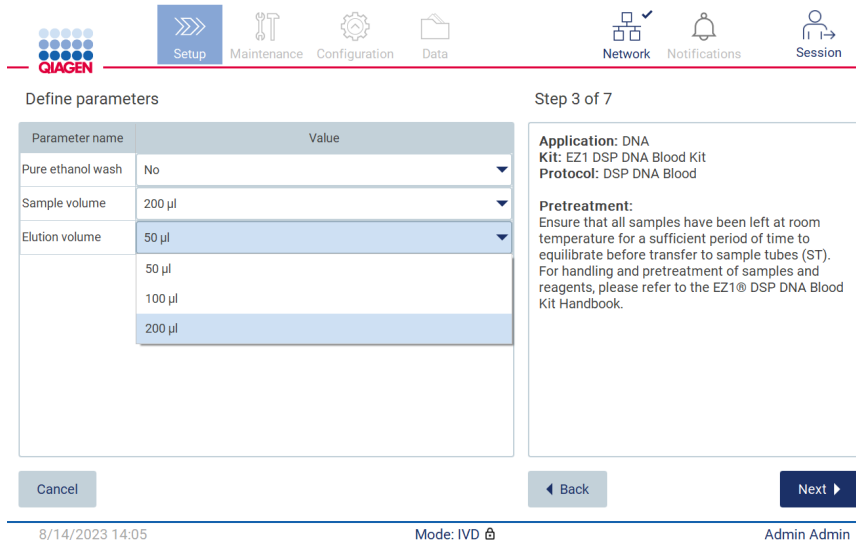 QIAGEN
Setup
Maintenance
Configuration
Data
Network
Notifications
Session
Define parameters
Step 3 of 7
Parameter name
Value
Pure ethanol wash
No
Sample volume
200 µl
Elution volume
50 µl
50 µl
100 µl
200 µl
Application: DNA
Kit: EZ1 DSP DNA Blood Kit
Protocol: DSP DNA Blood
Pretreatment:
Ensure that all samples have been left at room
temperature for a sufficient period of time to
equilibrate before transfer to sample tubes (ST).
For handling and pretreatment of samples and
reagents, please refer to the EZ1® DSP DNA Blood
Kit Handbook.
Cancel
Back
Next
8/14/2023 14:05
Mode: IVD
Admin Admin